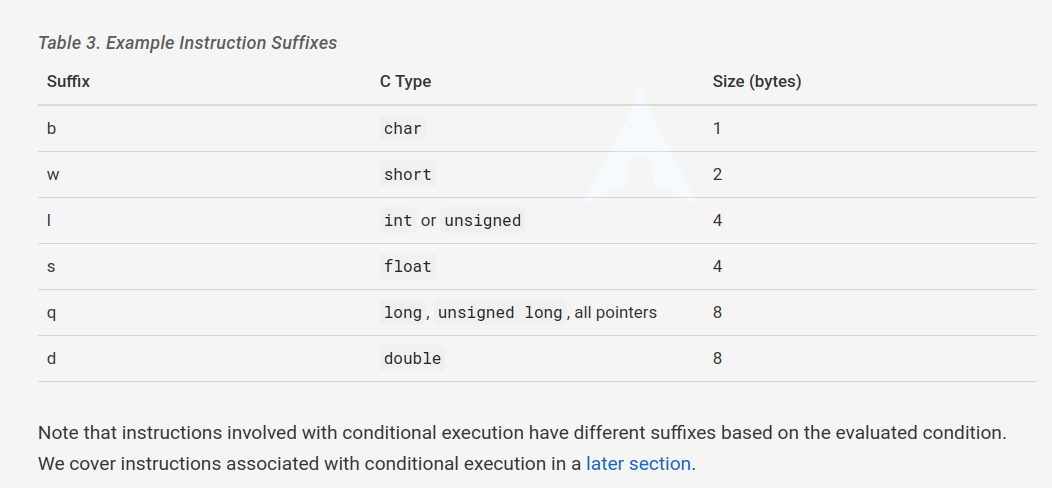 Table 3. Example Instruction Suffixes
Suffix C Type Size (bytes)
b char 1
w short 2
l int or unsigned 4
s float 4
q long, unsigned long, all pointers 8
d double 8
Note that instructions involved with conditional execution have different suffixes based on the evaluated condition.
We cover instructions associated with conditional execution in a later section.